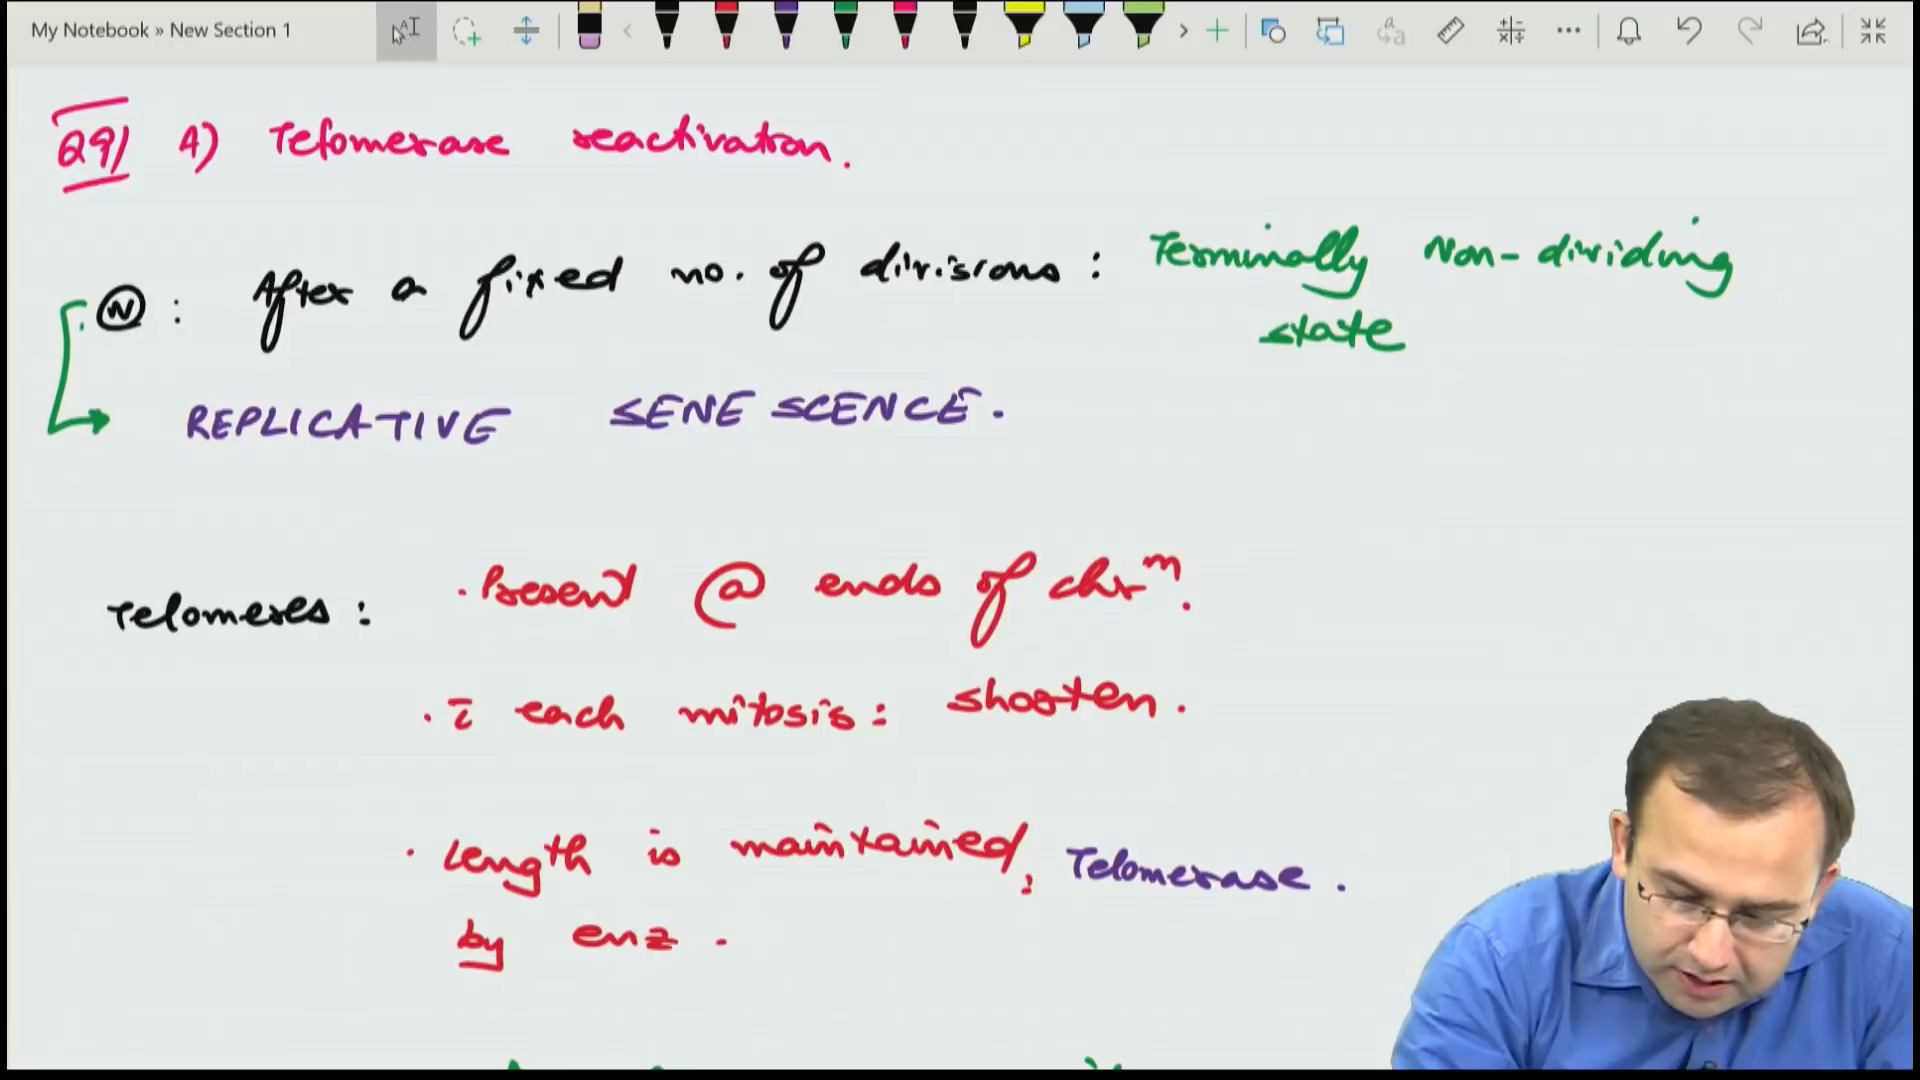 My Notebook » New Section 1
Q9/ A) Telomerase reactivation.
N : After a fixed no. of divisions : Terminally Non-dividing
state
REPLICATIVE SENESCENCE.
Telomeres : . Present @ ends of chrᵐ.
. c̄ each mitosis : shorten .
. Length is maintained, : Telomerase .
by enz .